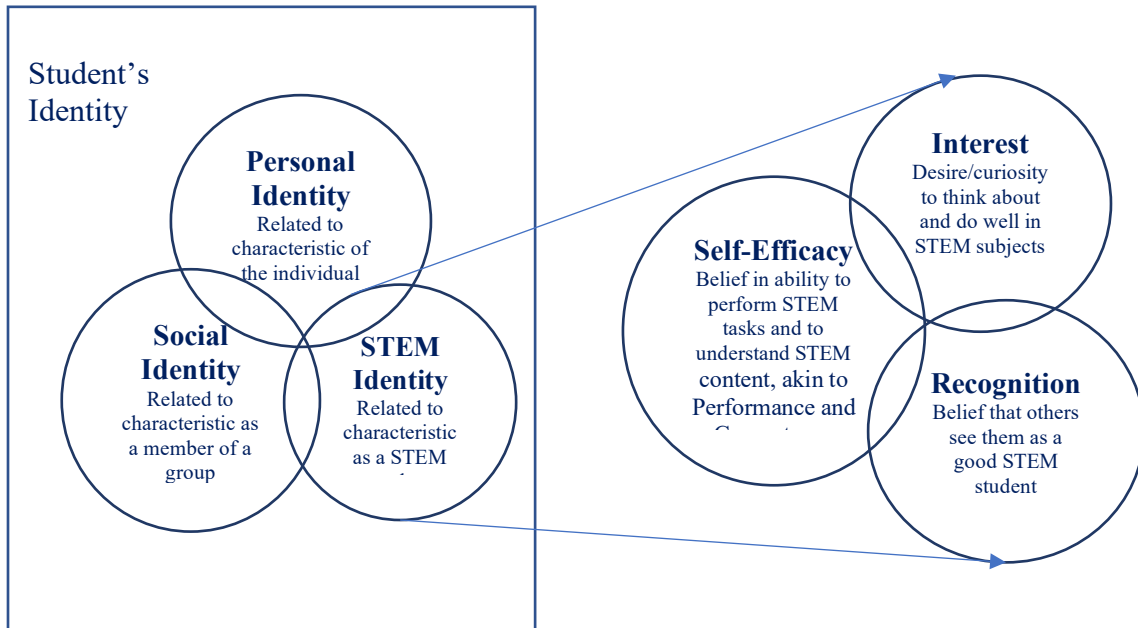 Student's
Identity
Personal
Identity
Related to
characteristic of
the individual
Social
Identity
Related to
characteristic as
a member of a
group
STEM
Identity
Related to
characteristic
as a STEM
Self-Efficacy
Belief in ability to
perform STEM
tasks and to
understand STEM
content, akin to
Performance and
Interest
Desire/curiosity
to think about
and do well in
STEM subjects
Recognition
Belief that others
see them as a
good STEM
student